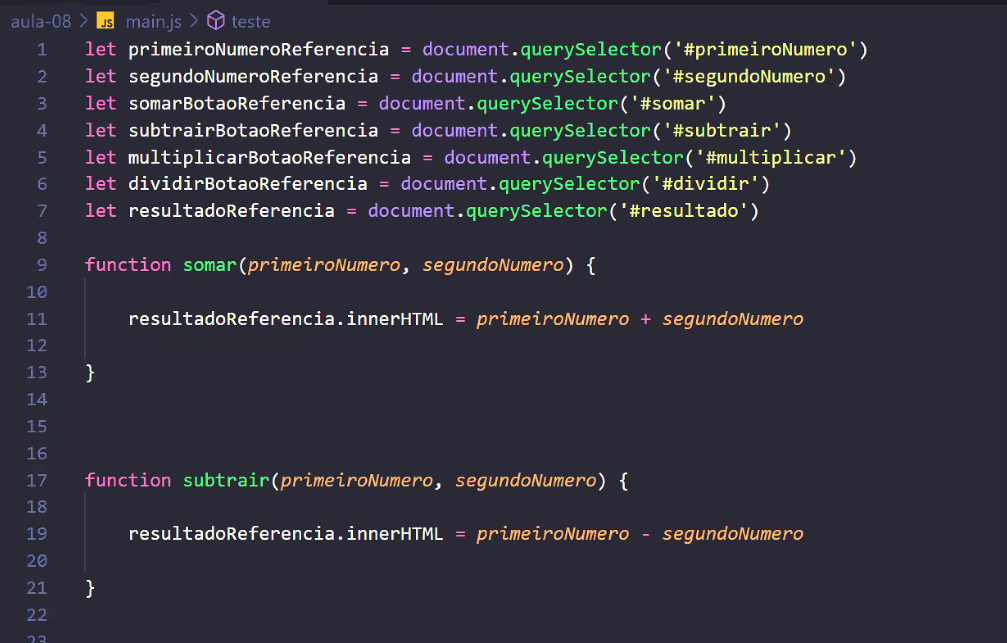 aula-08 > JS main.js > teste
1 let primeiroNumeroReferencia = document.querySelector('#primeiroNumero')
2 let segundoNumeroReferencia = document.querySelector('#segundoNumero')
3 let somarBotaoReferencia = document.querySelector('#somar')
4 let subtrairBotaoReferencia = document.querySelector('#subtrair')
5 let multiplicarBotaoReferencia = document.querySelector('#multiplicar')
6 let dividirBotaoReferencia = document.querySelector('#dividir')
7 let resultadoReferencia = document.querySelector('#resultado')
8
9 function somar(primeiroNumero, segundoNumero) {
10
11 resultadoReferencia.innerHTML = primeiroNumero + segundoNumero
12
13 }
14
15
16
17 function subtrair(primeiroNumero, segundoNumero) {
18
19 resultadoReferencia.innerHTML = primeiroNumero - segundoNumero
20
21 }
22
23